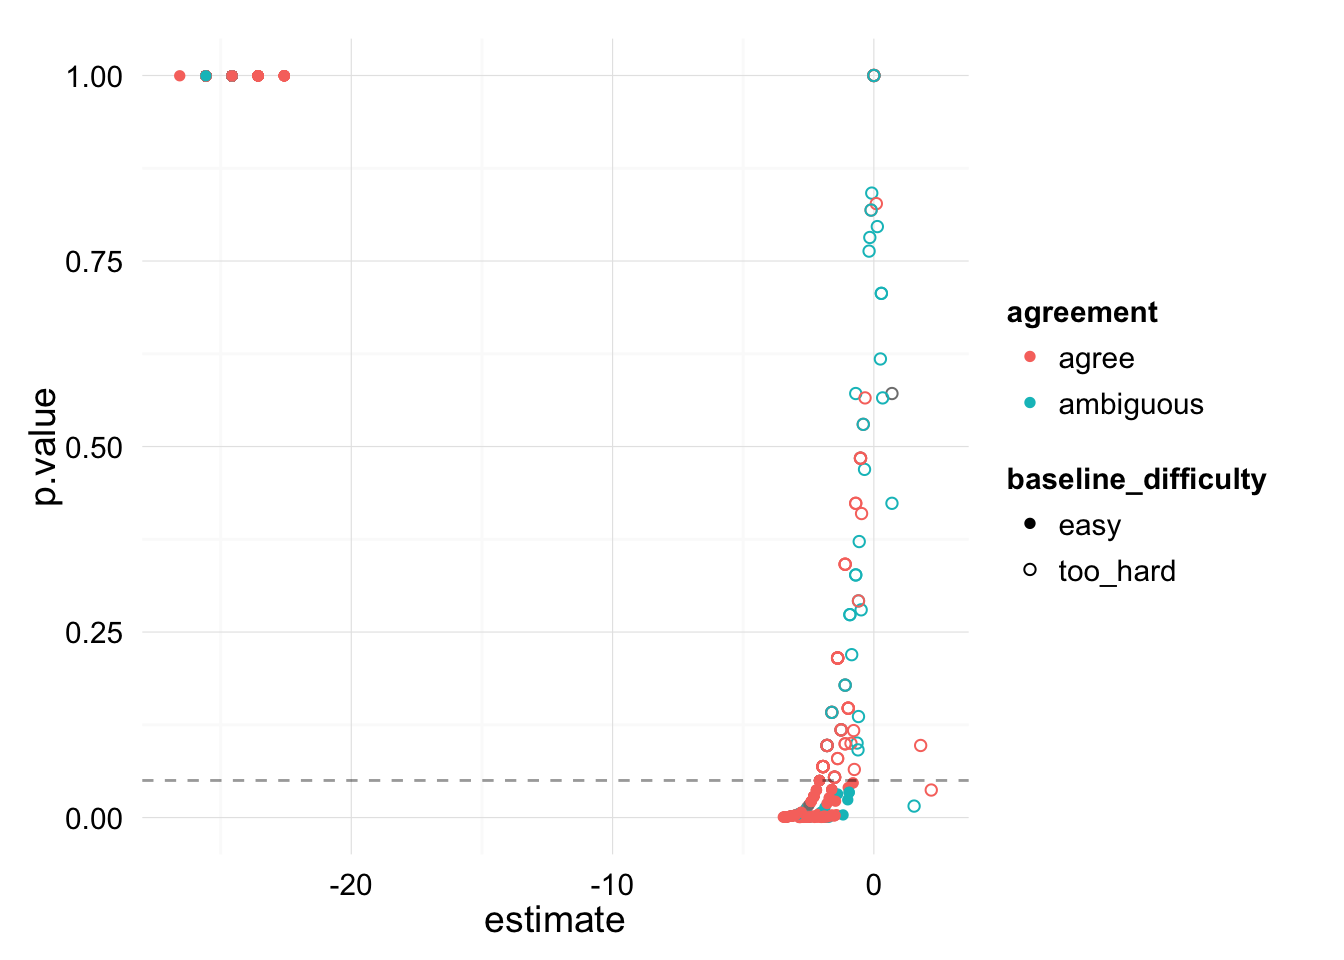 1.00
0.75
0.50
0.25
0.00
p.value
-20
-10
0
estimate
agreement
agree
ambiguous
baseline_difficulty
easy
too_hard